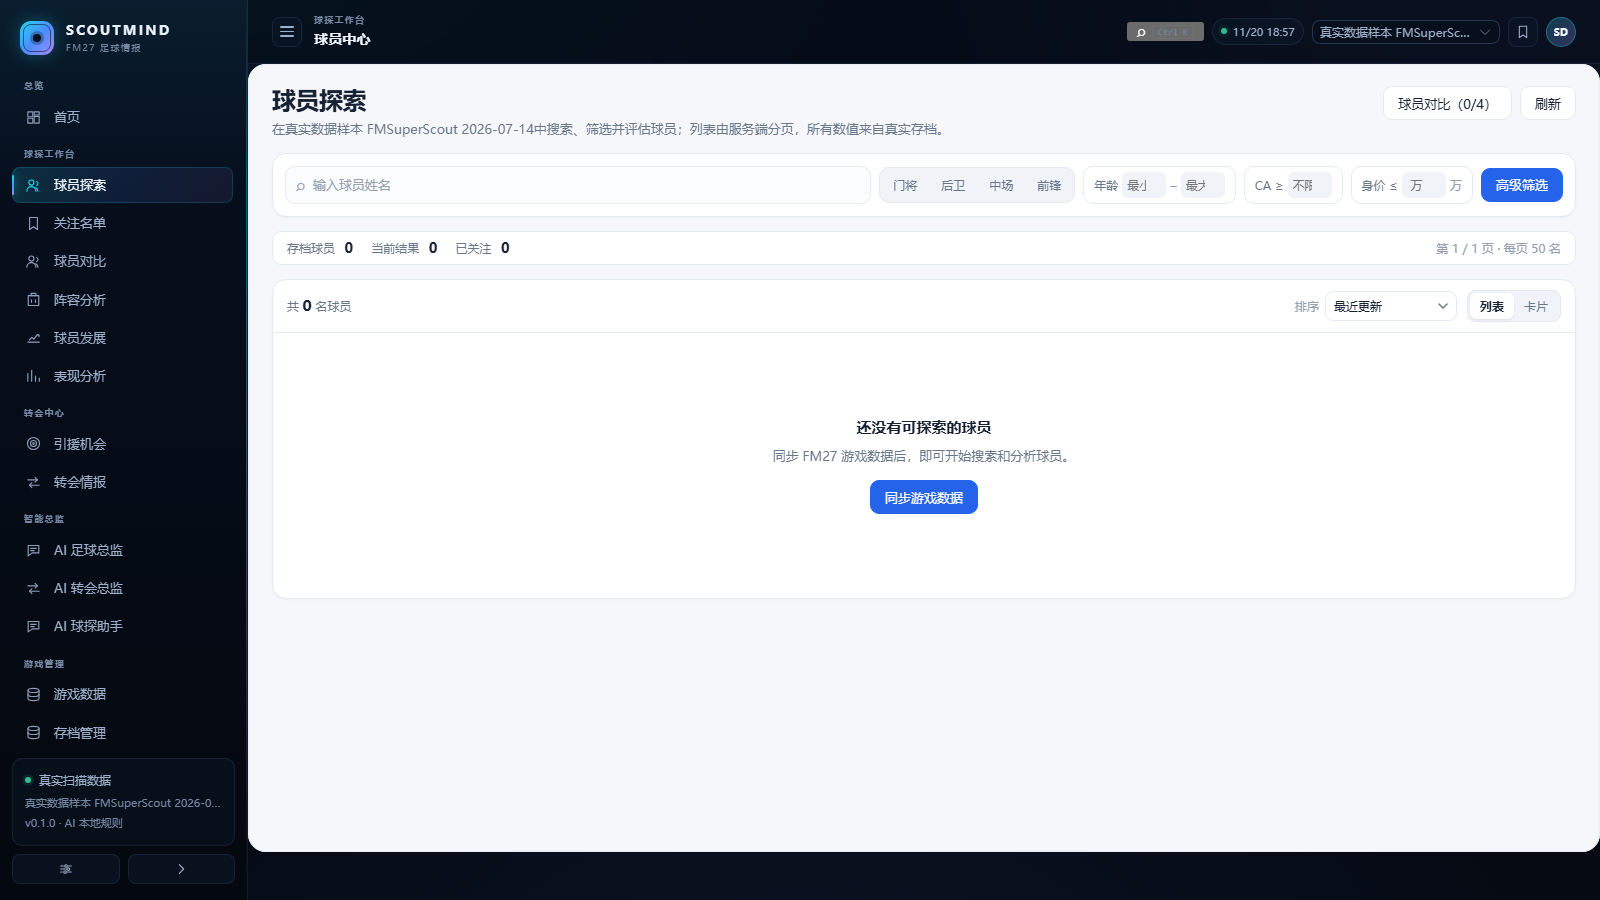 SCOUTMIND
FM27 足球情报
总览
首页
球探工作台
球员探索
关注名单
球员对比
阵容分析
球员发展
表现分析
转会中心
引援机会
转会情报
智能总监
AI 足球总监
AI 转会总监
AI 球探助手
游戏管理
游戏数据
存档管理
真实扫描数据
真实数据样本 FMSuperScout 2026-0...
v0.1.0 · AI 本地规则
球探工作台
球员中心
Ctrl K
11/20 18:57
真实数据样本 FMSuperSc...
SD
球员探索
在真实数据样本 FMSuperScout 2026-07-14中搜索、筛选并评估球员；列表由服务端分页，所有数值来自真实存档。
球员对比（0/4）
刷新
输入球员姓名
门将 后卫 中场 前锋
年龄 最小 – 最大
CA ≥ 不限
身价 ≤ 万 万
高级筛选
存档球员 0 当前结果 0 已关注 0
第 1 / 1 页 · 每页 50 名
共 0 名球员
排序 最近更新
列表 卡片
还没有可探索的球员
同步 FM27 游戏数据后，即可开始搜索和分析球员。
同步游戏数据